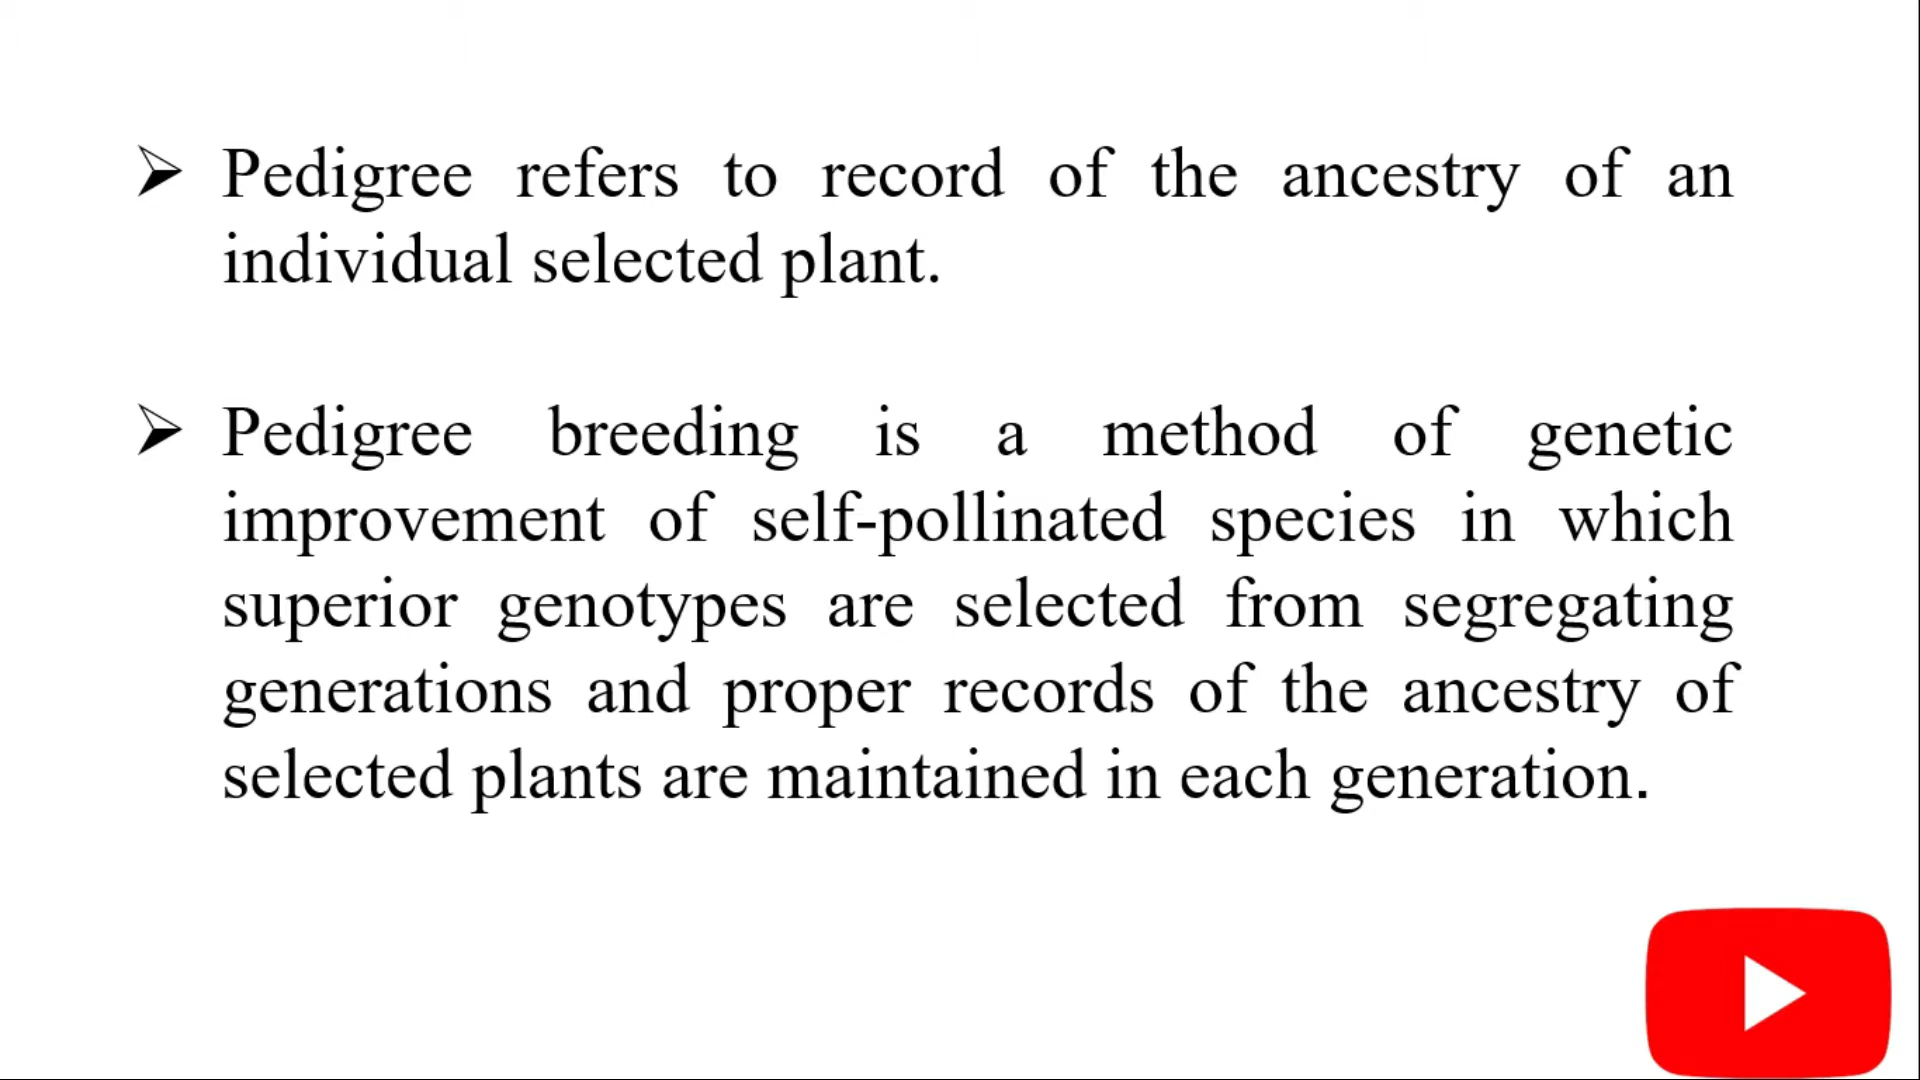 ➢ Pedigree refers to record of the ancestry of an
individual selected plant.
➢ Pedigree breeding is a method of genetic
improvement of self-pollinated species in which
superior genotypes are selected from segregating
generations and proper records of the ancestry of
selected plants are maintained in each generation.